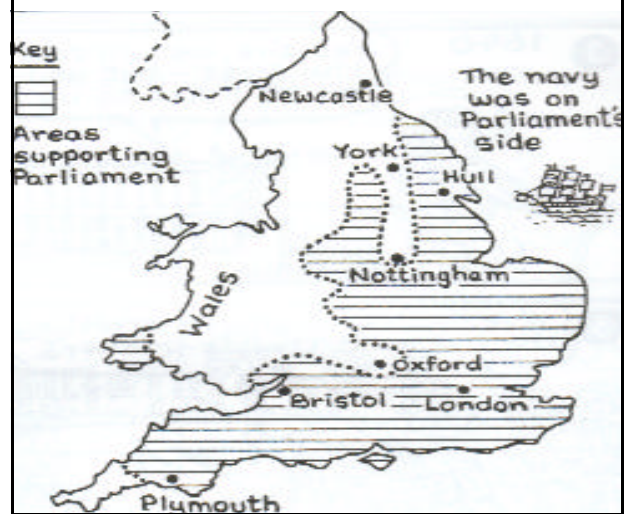 Key
Areas
supporting
Parliament
Newcastle
The navy
was on
Parliament's
side
York
Hull
Nottingham
Wales
Oxford
Bristol
London
Plymouth